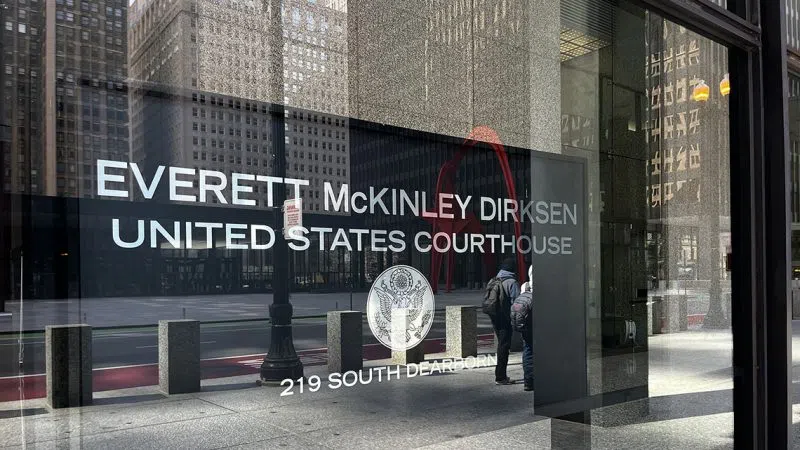 EVERETT McKINLEY DIRKSEN
UNITED STATES COURTHOUSE
219 SOUTH DEARBORN